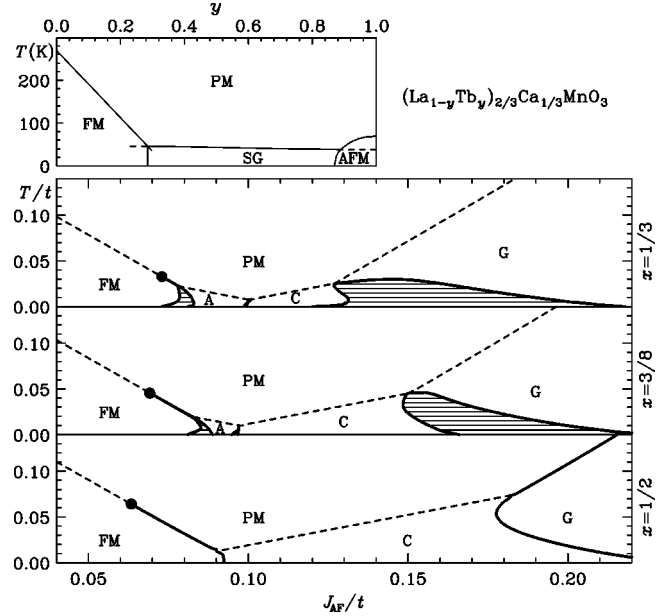 y
0.0 0.2 0.4 0.6 0.8 1.0
T(K)
200
100
0
FM
PM
SG
AFM
(La₁₋yTby)₂/₃Ca₁/₃MnO₃
T/t
0.10
0.05
0.00
FM
PM
A
C
G
x=1/3
0.10
0.05
0.00
FM
PM
A
C
G
x=3/8
0.10
0.05
0.00
FM
PM
C
G
x=1/2
0.05 0.10 0.15 0.20
J_AF/t